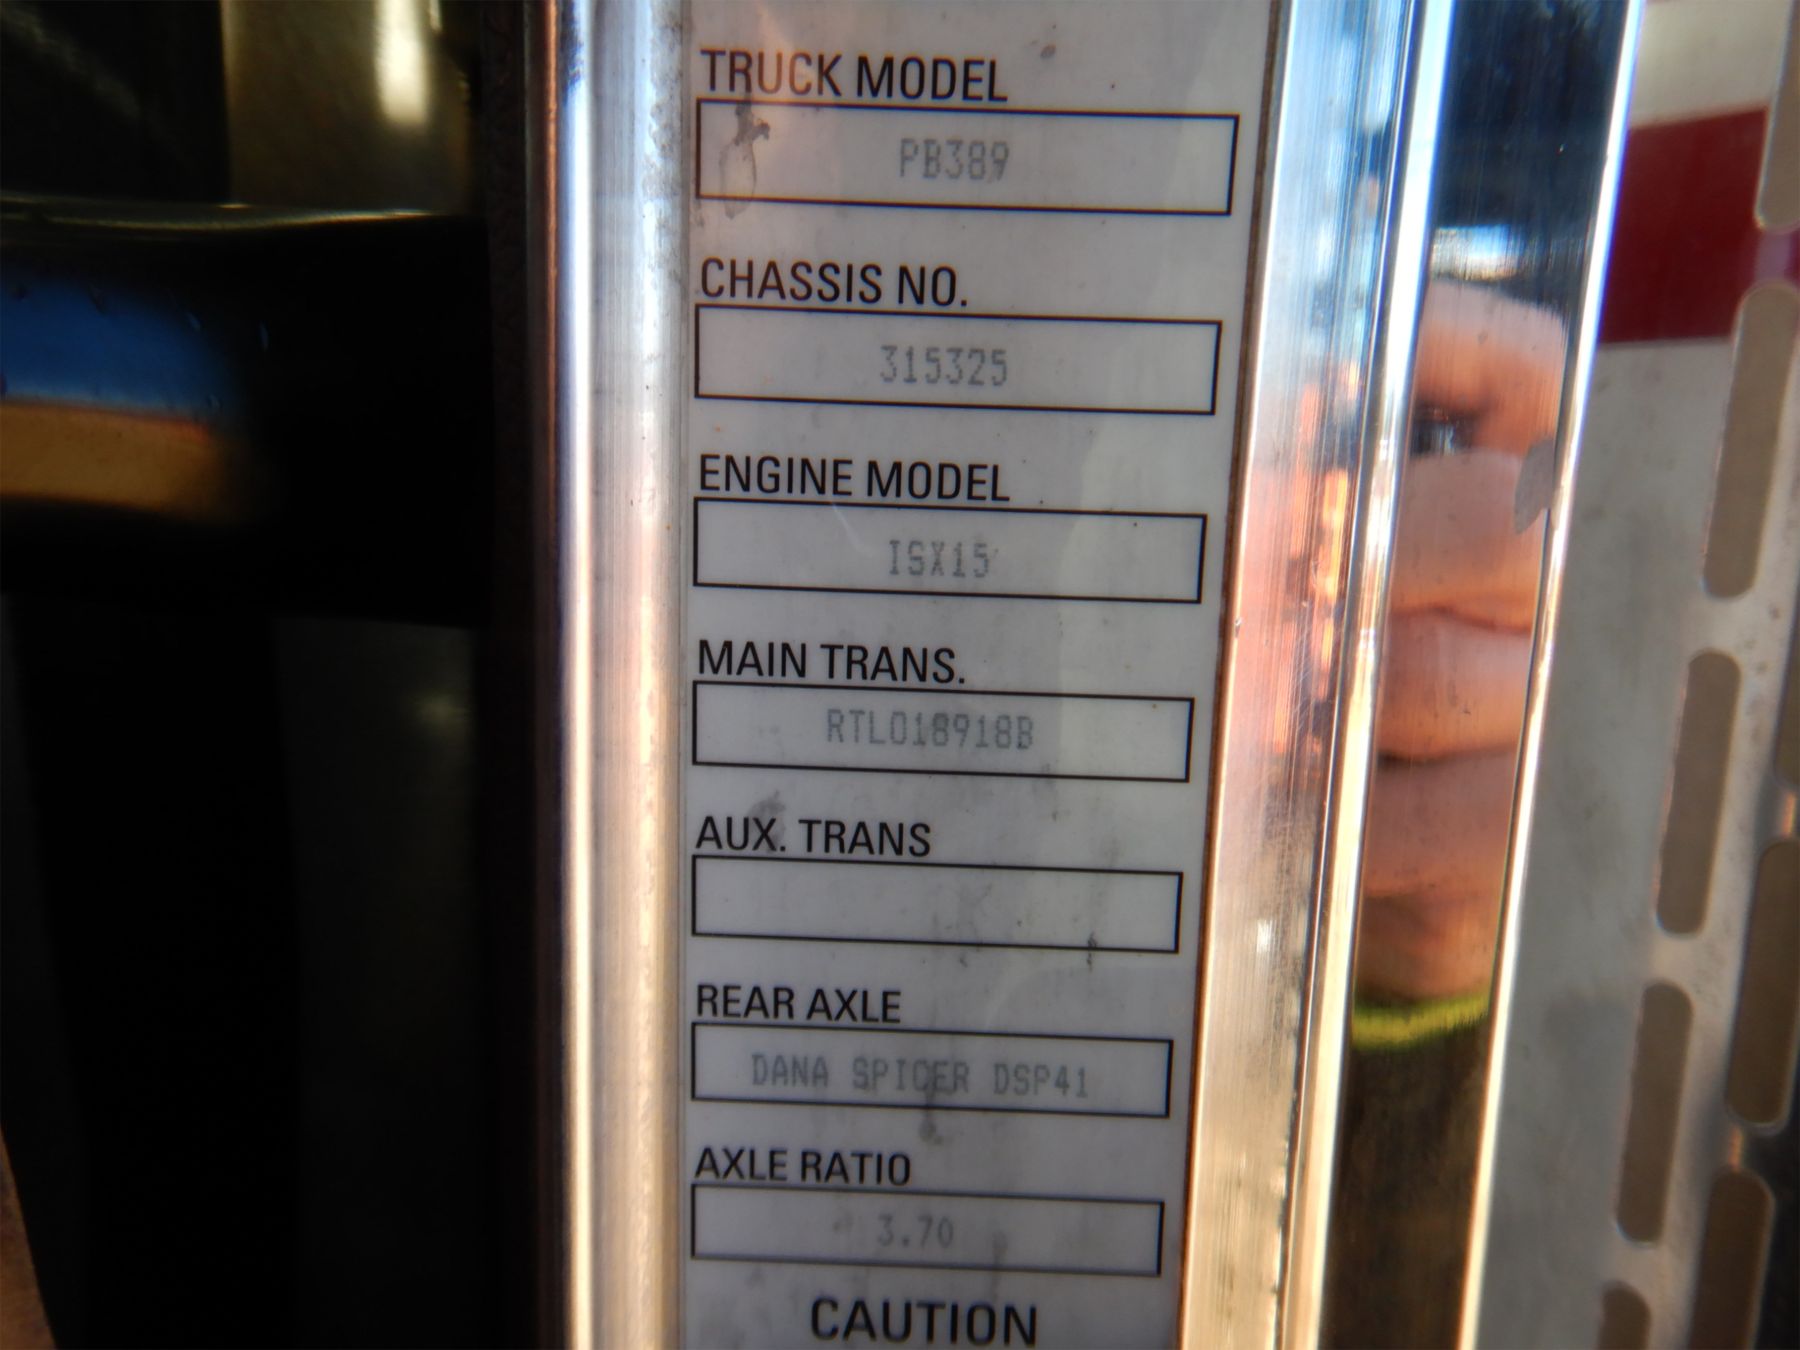 TRUCK MODEL
PB389
CHASSIS NO.
315325
ENGINE MODEL
ISX15
MAIN TRANS.
RTLO18918B
AUX. TRANS
REAR AXLE
DANA SPICER DSP41
AXLE RATIO
3.70
CAUTION